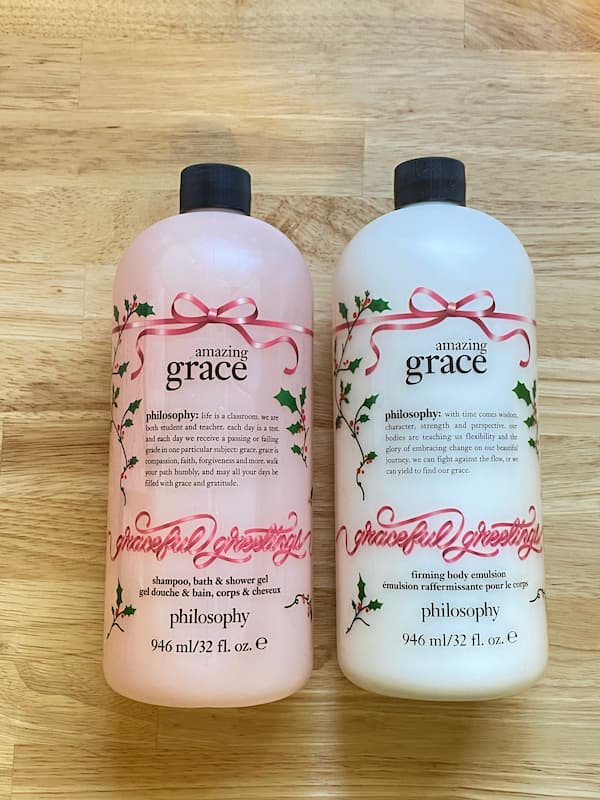 amazing
grace
philosophy: life is a classroom. we are
both student and teacher. each day is a test.
and each day we receive a passing or failing
grade in one particular subject: grace. grace is
compassion, faith, forgiveness and more. walk
your path humbly, and may all your days be
filled with grace and gratitude.
graceful greetings
shampoo, bath & shower gel
gel douche & bain, corps & cheveux
philosophy
946 ml/32 fl. oz. e
amazing
grace
philosophy: with time comes wisdom,
character, strength and perspective. our
bodies are teaching us flexibility and the
glory of embracing change on our beautiful
journey. we can fight against the flow, or we
can yield to find our grace.
graceful greetings
firming body emulsion
émulsion raffermissante pour le corps
philosophy
946 ml/32 fl. oz. e